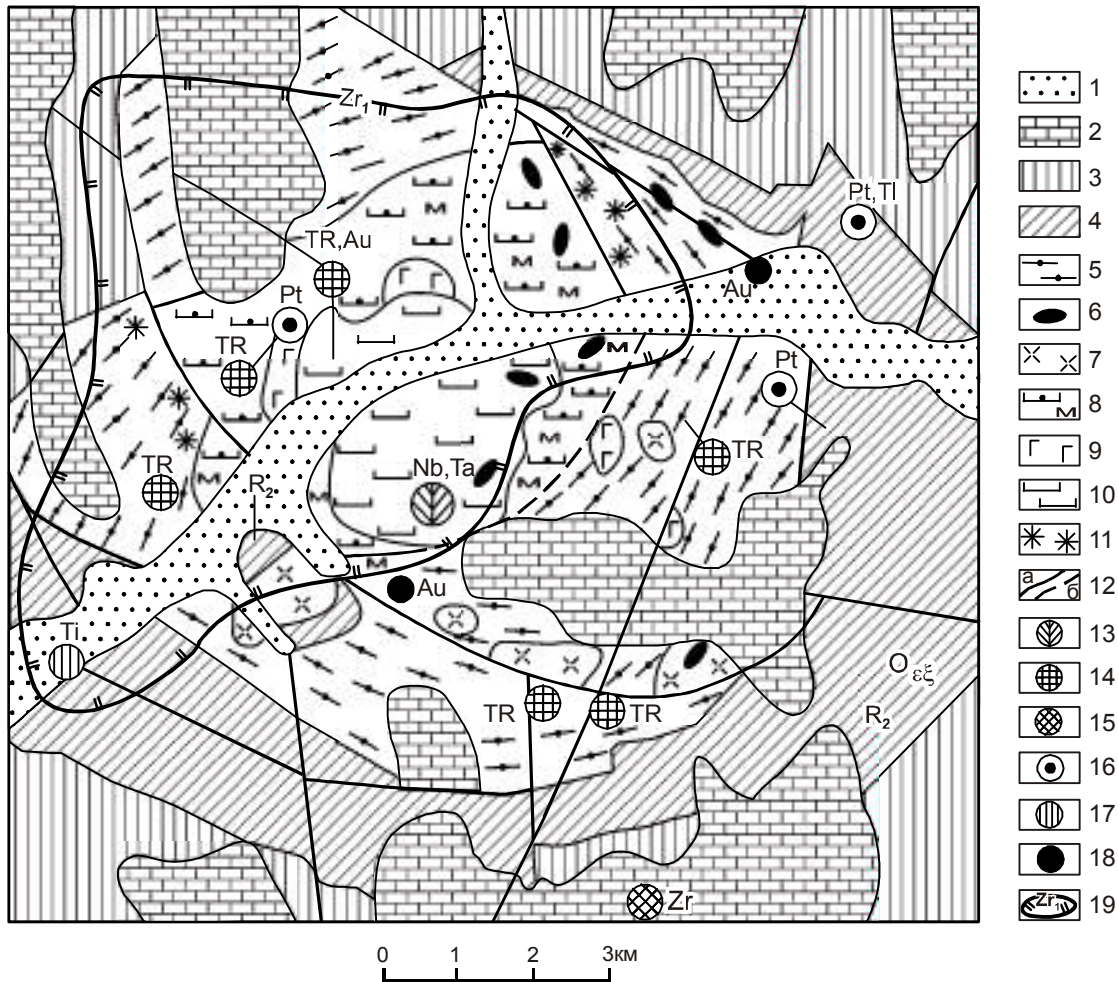 Zr₁
Pt,Tl
TR,Au
Au
Pt
TR
Pt
TR
TR
Nb,Ta
R₂
Au
Ti
O εξ
TR
TR
R₂
Zr
M
M
M
M
M
M
M
M
M
M
1
2
3
4
5
6
7
8 M
9
10
11
12 а б
13
14
15
16
17
18
19 Zr₁
0 1 2 3км